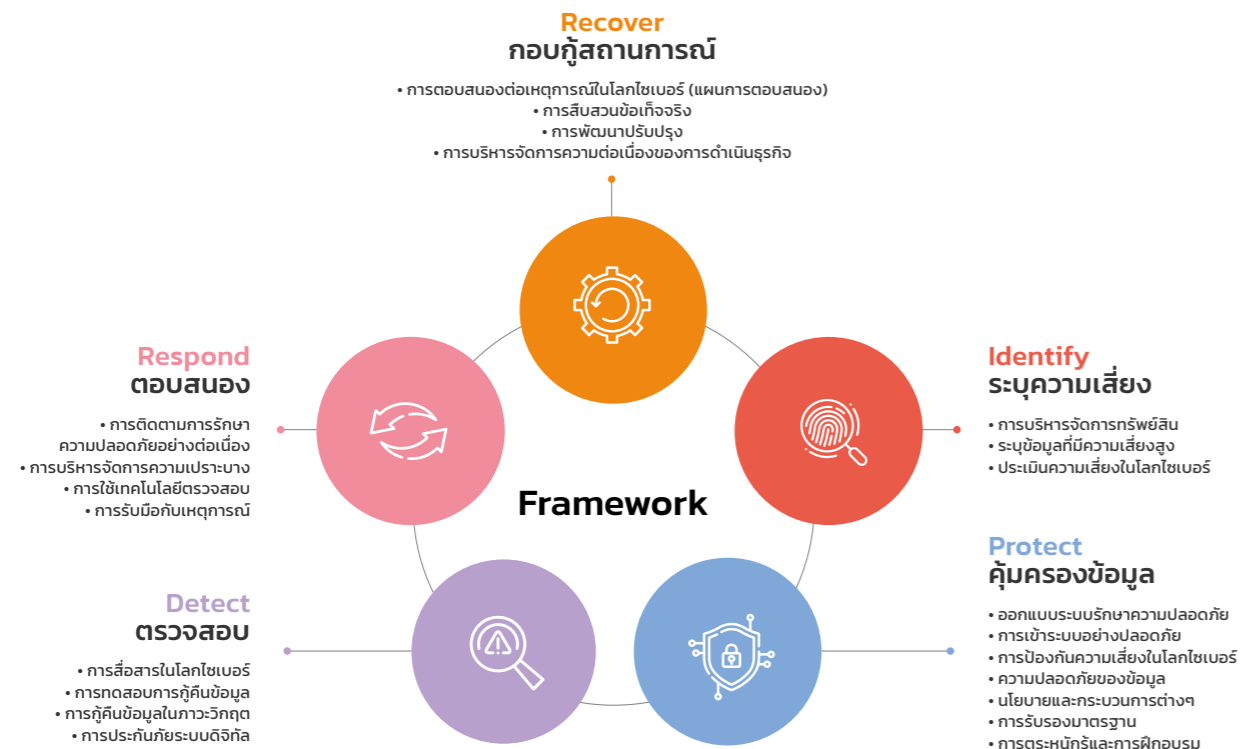 Recover
กอบกู้สถานการณ์
• การตอบสนองต่อเหตุการณ์ในโลกไซเบอร์ (แผนการตอบสนอง)
• การสืบสวนข้อเท็จจริง
• การพัฒนาปรับปรุง
• การบริหารจัดการความต่อเนื่องของการดำเนินธุรกิจ
Respond
ตอบสนอง
• การติดตามการรักษา
ความปลอดภัยอย่างต่อเนื่อง
• การบริหารจัดการความเปราะบาง
• การใช้เทคโนโลยีตรวจสอบ
• การรับมือกับเหตุการณ์
Identify
ระบุความเสี่ยง
• การบริหารจัดการทรัพย์สิน
• ระบุข้อมูลที่มีความเสี่ยงสูง
• ประเมินความเสี่ยงในโลกไซเบอร์
Framework
Detect
ตรวจสอบ
• การสื่อสารในโลกไซเบอร์
• การทดสอบการกู้คืนข้อมูล
• การกู้คืนข้อมูลในภาวะวิกฤต
• การประกันภัยระบบดิจิทัล
Protect
คุ้มครองข้อมูล
• ออกแบบระบบรักษาความปลอดภัย
• การเข้าระบบอย่างปลอดภัย
• การป้องกันความเสี่ยงในโลกไซเบอร์
• ความปลอดภัยของข้อมูล
• นโยบายและกระบวนการต่างๆ
• การรับรองมาตรฐาน
• การตระหนักรู้และการฝึกอบรม